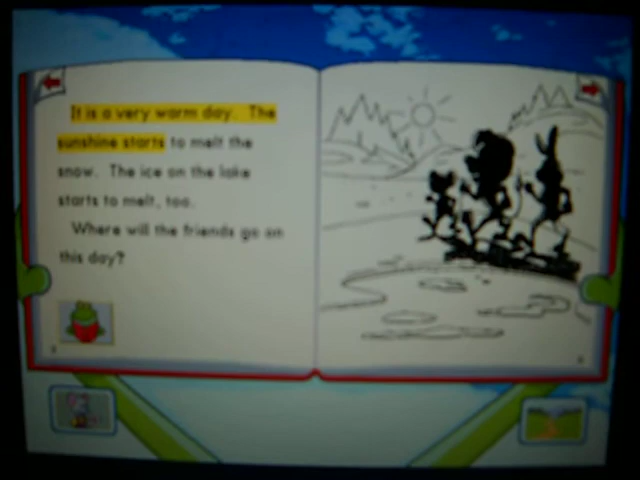 It is a very warm day. The
sunshine starts to melt the
snow. The ice on the lake
starts to melt, too.
Where will the friends go on
this day?